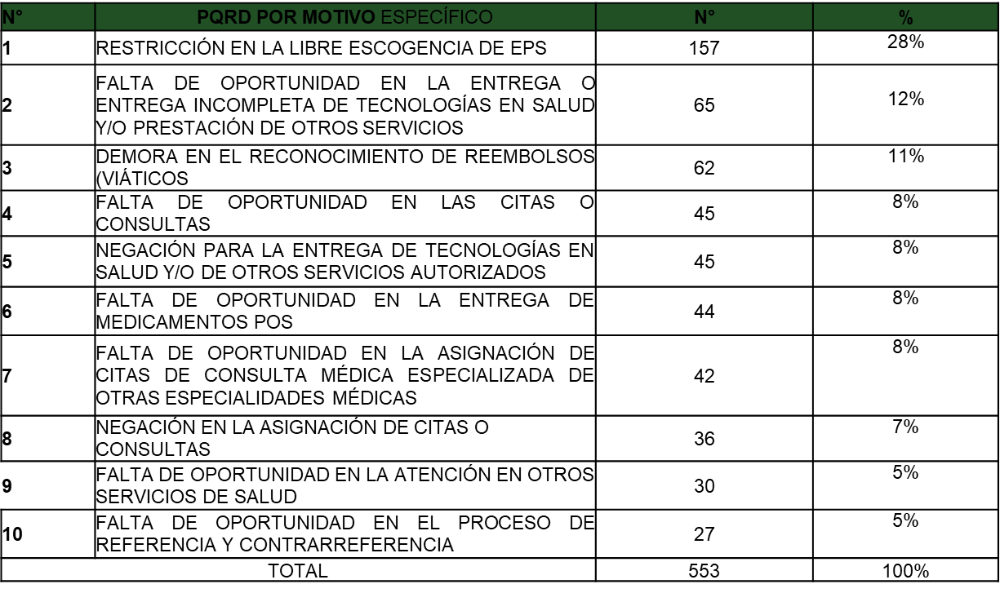 N° PQRD POR MOTIVO ESPECÍFICO N° %
1 RESTRICCIÓN EN LA LIBRE ESCOGENCIA DE EPS 157 28%
FALTA DE OPORTUNIDAD EN LA ENTREGA O
2 ENTREGA INCOMPLETA DE TECNOLOGÍAS EN SALUD 65 12%
Y/O PRESTACIÓN DE OTROS SERVICIOS
3 DEMORA EN EL RECONOCIMIENTO DE REEMBOLSOS 62 11%
(VIÁTICOS
4 FALTA DE OPORTUNIDAD EN LAS CITAS O 45 8%
CONSULTAS
5 NEGACIÓN PARA LA ENTREGA DE TECNOLOGÍAS EN 45 8%
SALUD Y/O DE OTROS SERVICIOS AUTORIZADOS
6 FALTA DE OPORTUNIDAD EN LA ENTREGA DE 44 8%
MEDICAMENTOS POS
FALTA DE OPORTUNIDAD EN LA ASIGNACIÓN DE 8%
7 CITAS DE CONSULTA MÉDICA ESPECIALIZADA DE 42
OTRAS ESPECIALIDADES MÉDICAS
8 NEGACIÓN EN LA ASIGNACIÓN DE CITAS O 36 7%
CONSULTAS
9 FALTA DE OPORTUNIDAD EN LA ATENCIÓN EN OTROS 30 5%
SERVICIOS DE SALUD
10 FALTA DE OPORTUNIDAD EN EL PROCESO DE 27 5%
REFERENCIA Y CONTRARREFERENCIA
TOTAL 553 100%